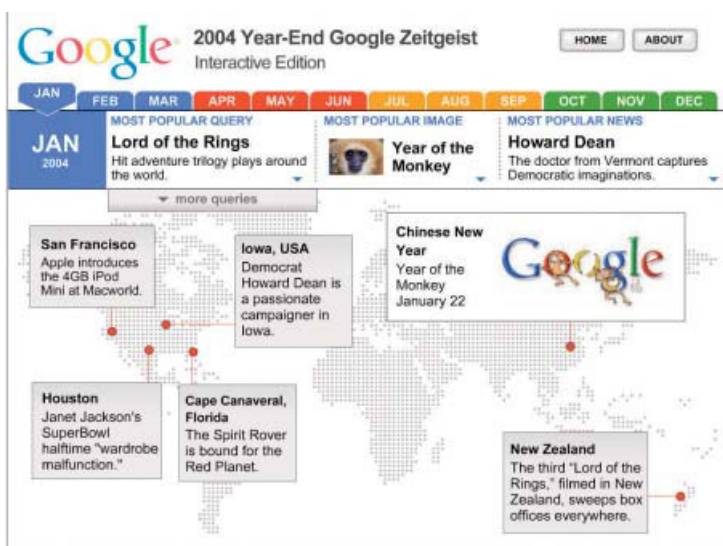 Google 2004 Year-End Google Zeitgeist
Interactive Edition
HOME ABOUT
JAN FEB MAR APR MAY JUN JUL AUG SEP OCT NOV DEC
JAN
2004
MOST POPULAR QUERY
Lord of the Rings
Hit adventure trilogy plays around
the world.
MOST POPULAR IMAGE
Year of the
Monkey
MOST POPULAR NEWS
Howard Dean
The doctor from Vermont captures
Democratic imaginations.
more queries
San Francisco
Apple introduces
the 4GB iPod
Mini at Macworld.
Iowa, USA
Democrat
Howard Dean is
a passionate
campaigner in
Iowa.
Chinese New
Year
Year of the
Monkey
January 22
Google
Houston
Janet Jackson's
SuperBowl
halftime "wardrobe
malfunction."
Cape Canaveral,
Florida
The Spirit Rover
is bound for the
Red Planet.
New Zealand
The third "Lord of the
Rings," filmed in New
Zealand, sweeps box
offices everywhere.